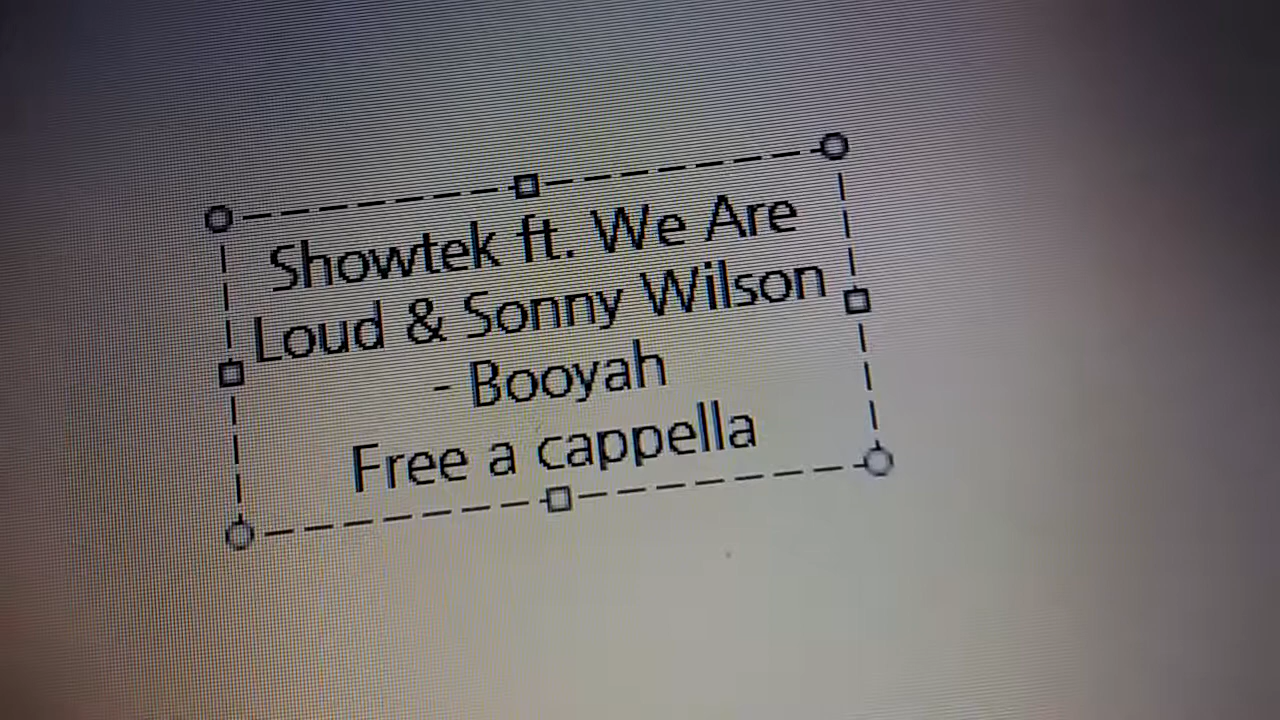 Showtek ft. We Are
Loud & Sonny Wilson
- Booyah
Free a cappella